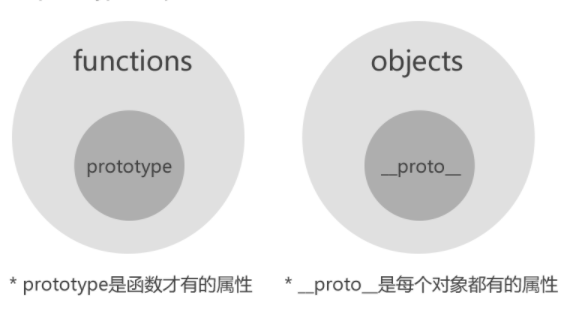 functions
objects
prototype
__proto__
* prototype是函数才有的属性
* __proto__是每个对象都有的属性